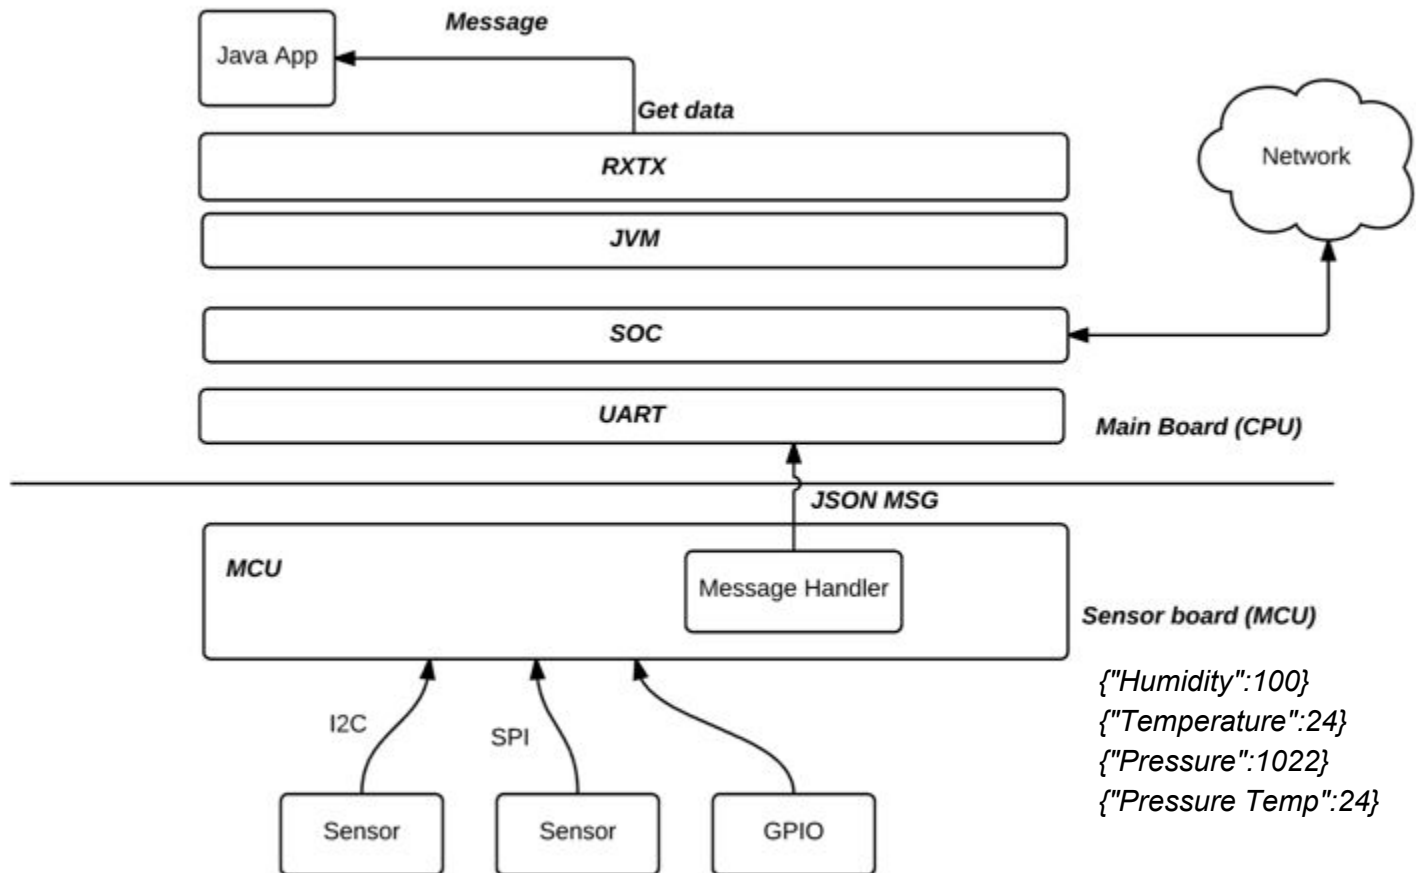 Message
Java App
Get data
RXTX
Network
JVM
SOC
UART
Main Board (CPU)
JSON MSG
MCU
Message Handler
Sensor board (MCU)
{"Humidity":100}
I2C
SPI
{"Temperature":24}
{"Pressure":1022}
{"Pressure Temp":24}
Sensor
Sensor
GPIO